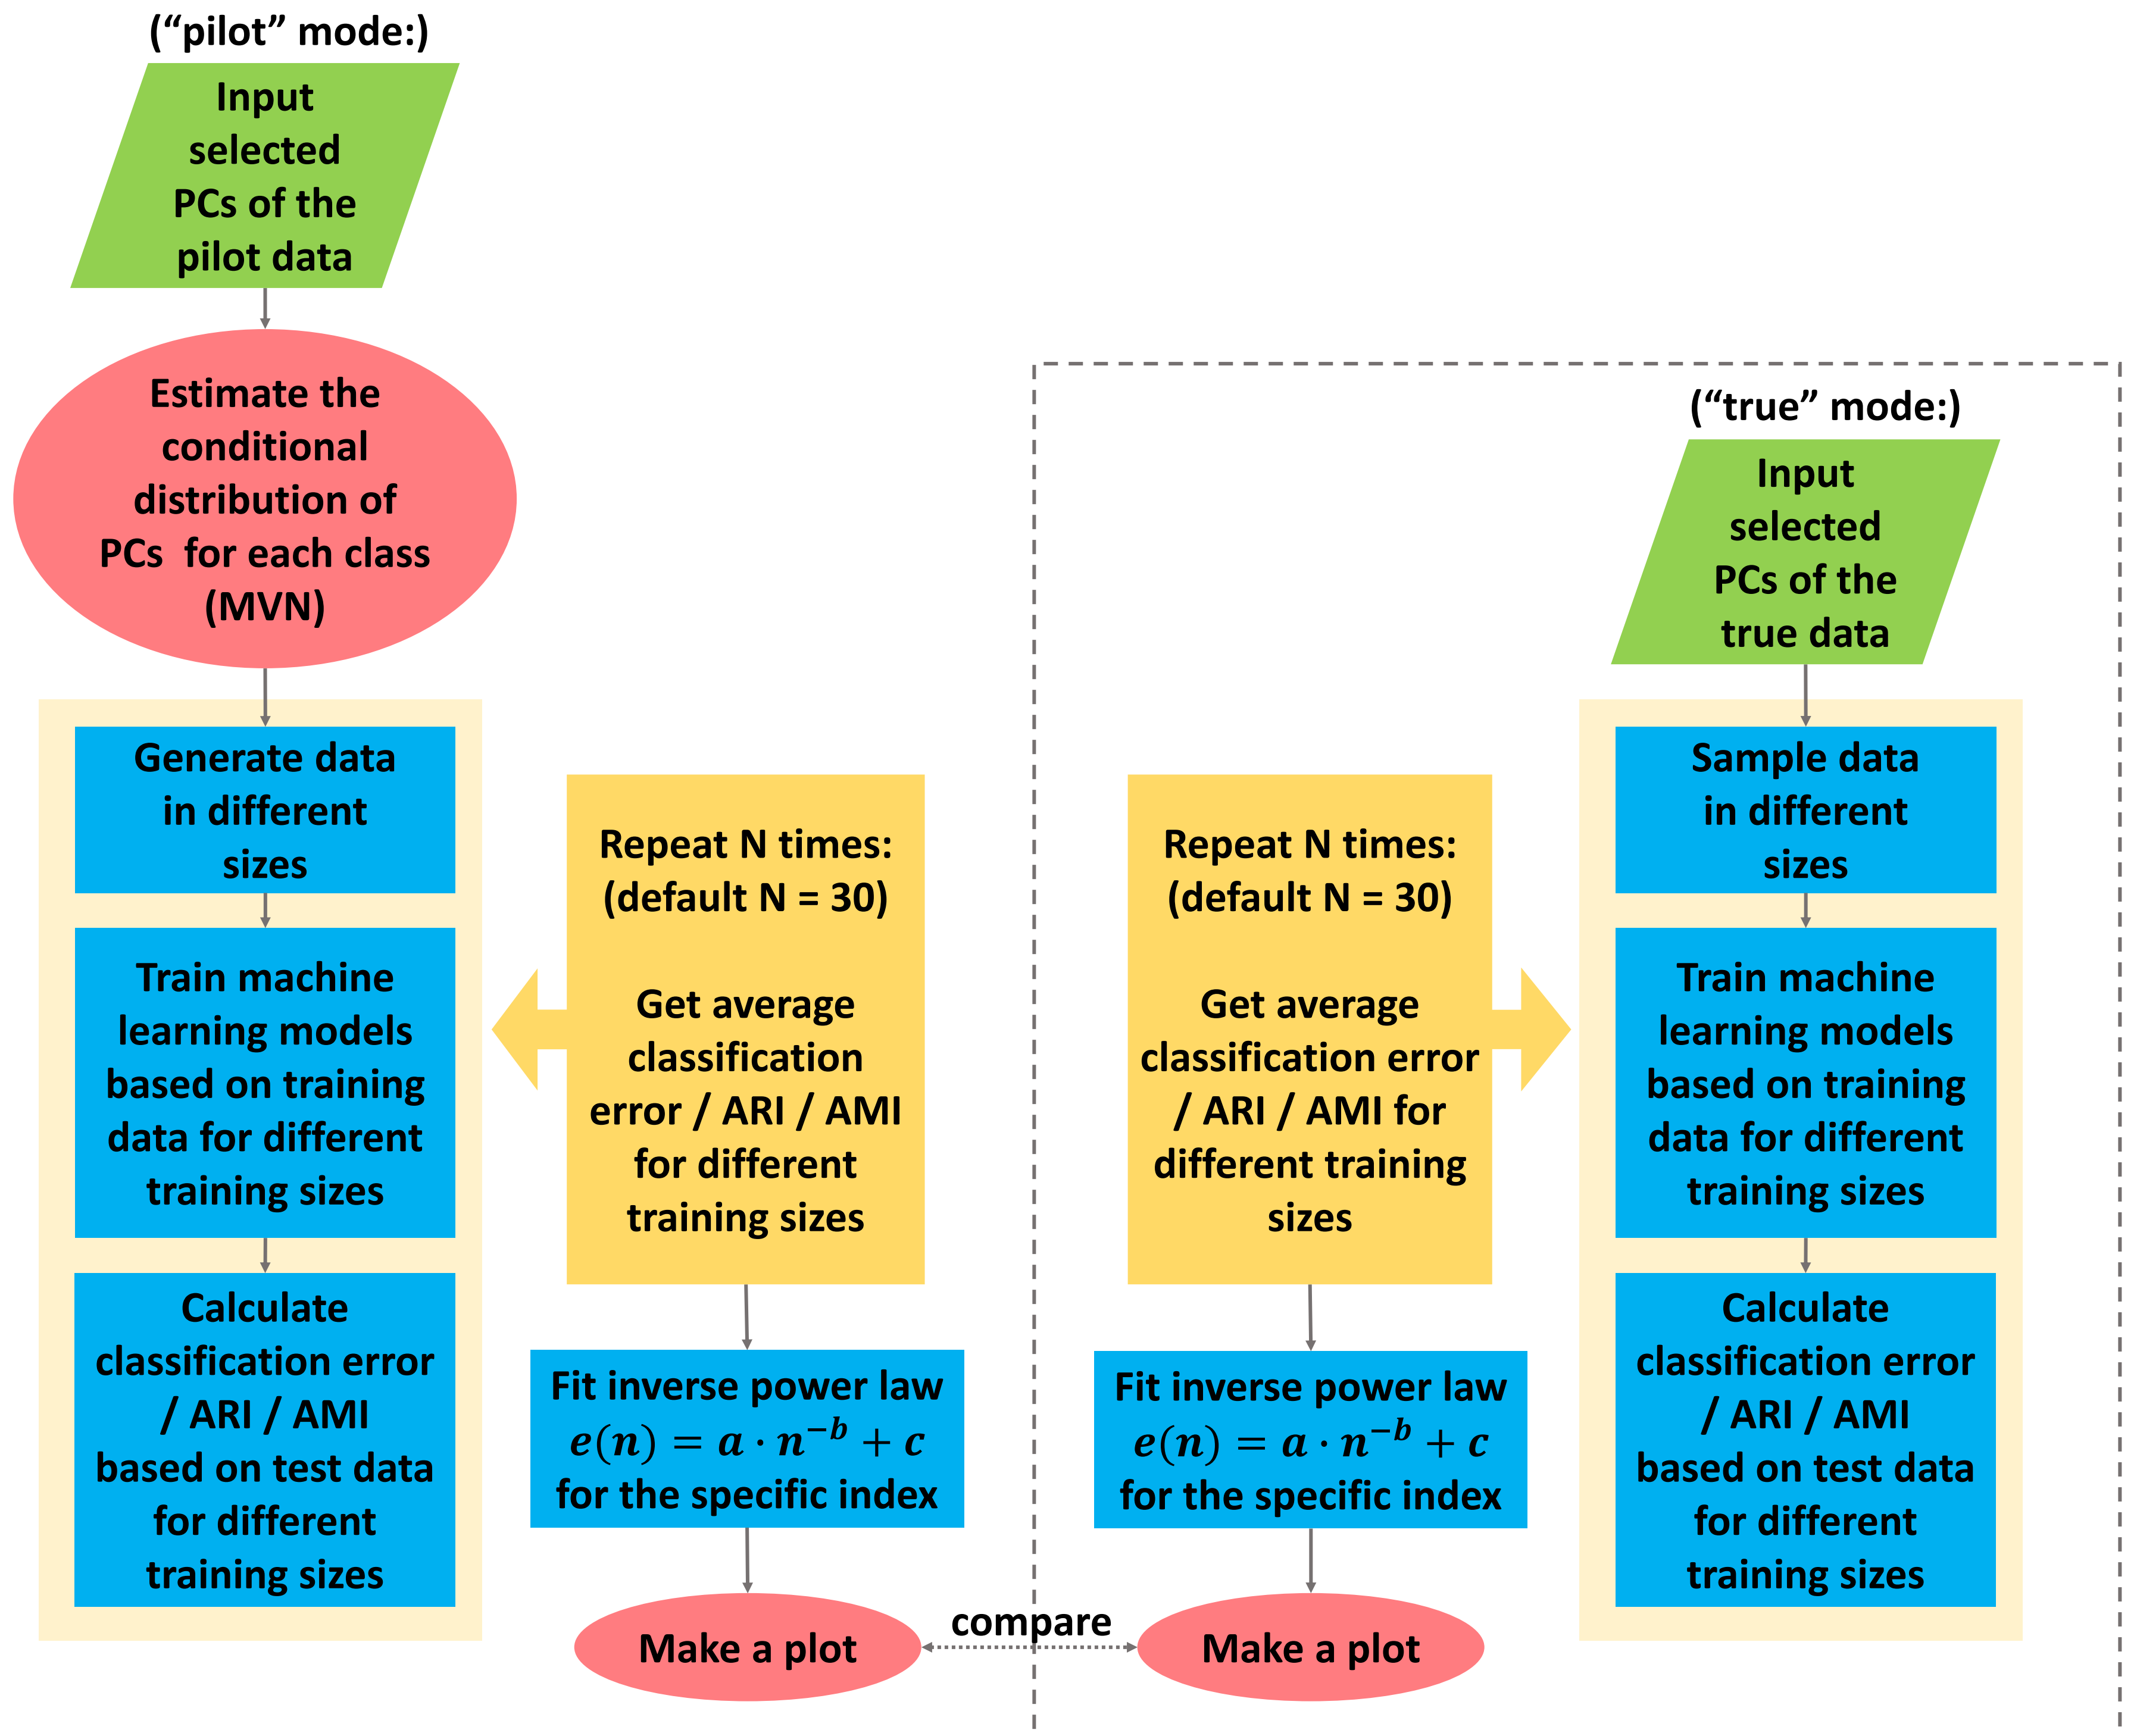 (“pilot” mode:)
Input
selected
PCs of the
pilot data
Estimate the
conditional
distribution of
PCs  for each class
(MVN)
Generate data
in different
sizes
Train machine
learning models
based on training
data for different
training sizes
Calculate
classification error
/ ARI / AMI
based on test data
for different
training sizes
Repeat N times:
(default N = 30)
Get average
classification
error / ARI / AMI
for different
training sizes
Fit inverse power law
e(n) = a · n⁻ᵇ + c
for the specific index
Make a plot
compare
(“true” mode:)
Input
selected
PCs of the
true data
Sample data
in different
sizes
Train machine
learning models
based on training
data for different
training sizes
Calculate
classification error
/ ARI / AMI
based on test data
for different
training sizes
Repeat N times:
(default N = 30)
Get average
classification error
/ ARI / AMI for
different training
sizes
Fit inverse power law
e(n) = a · n⁻ᵇ + c
for the specific index
Make a plot